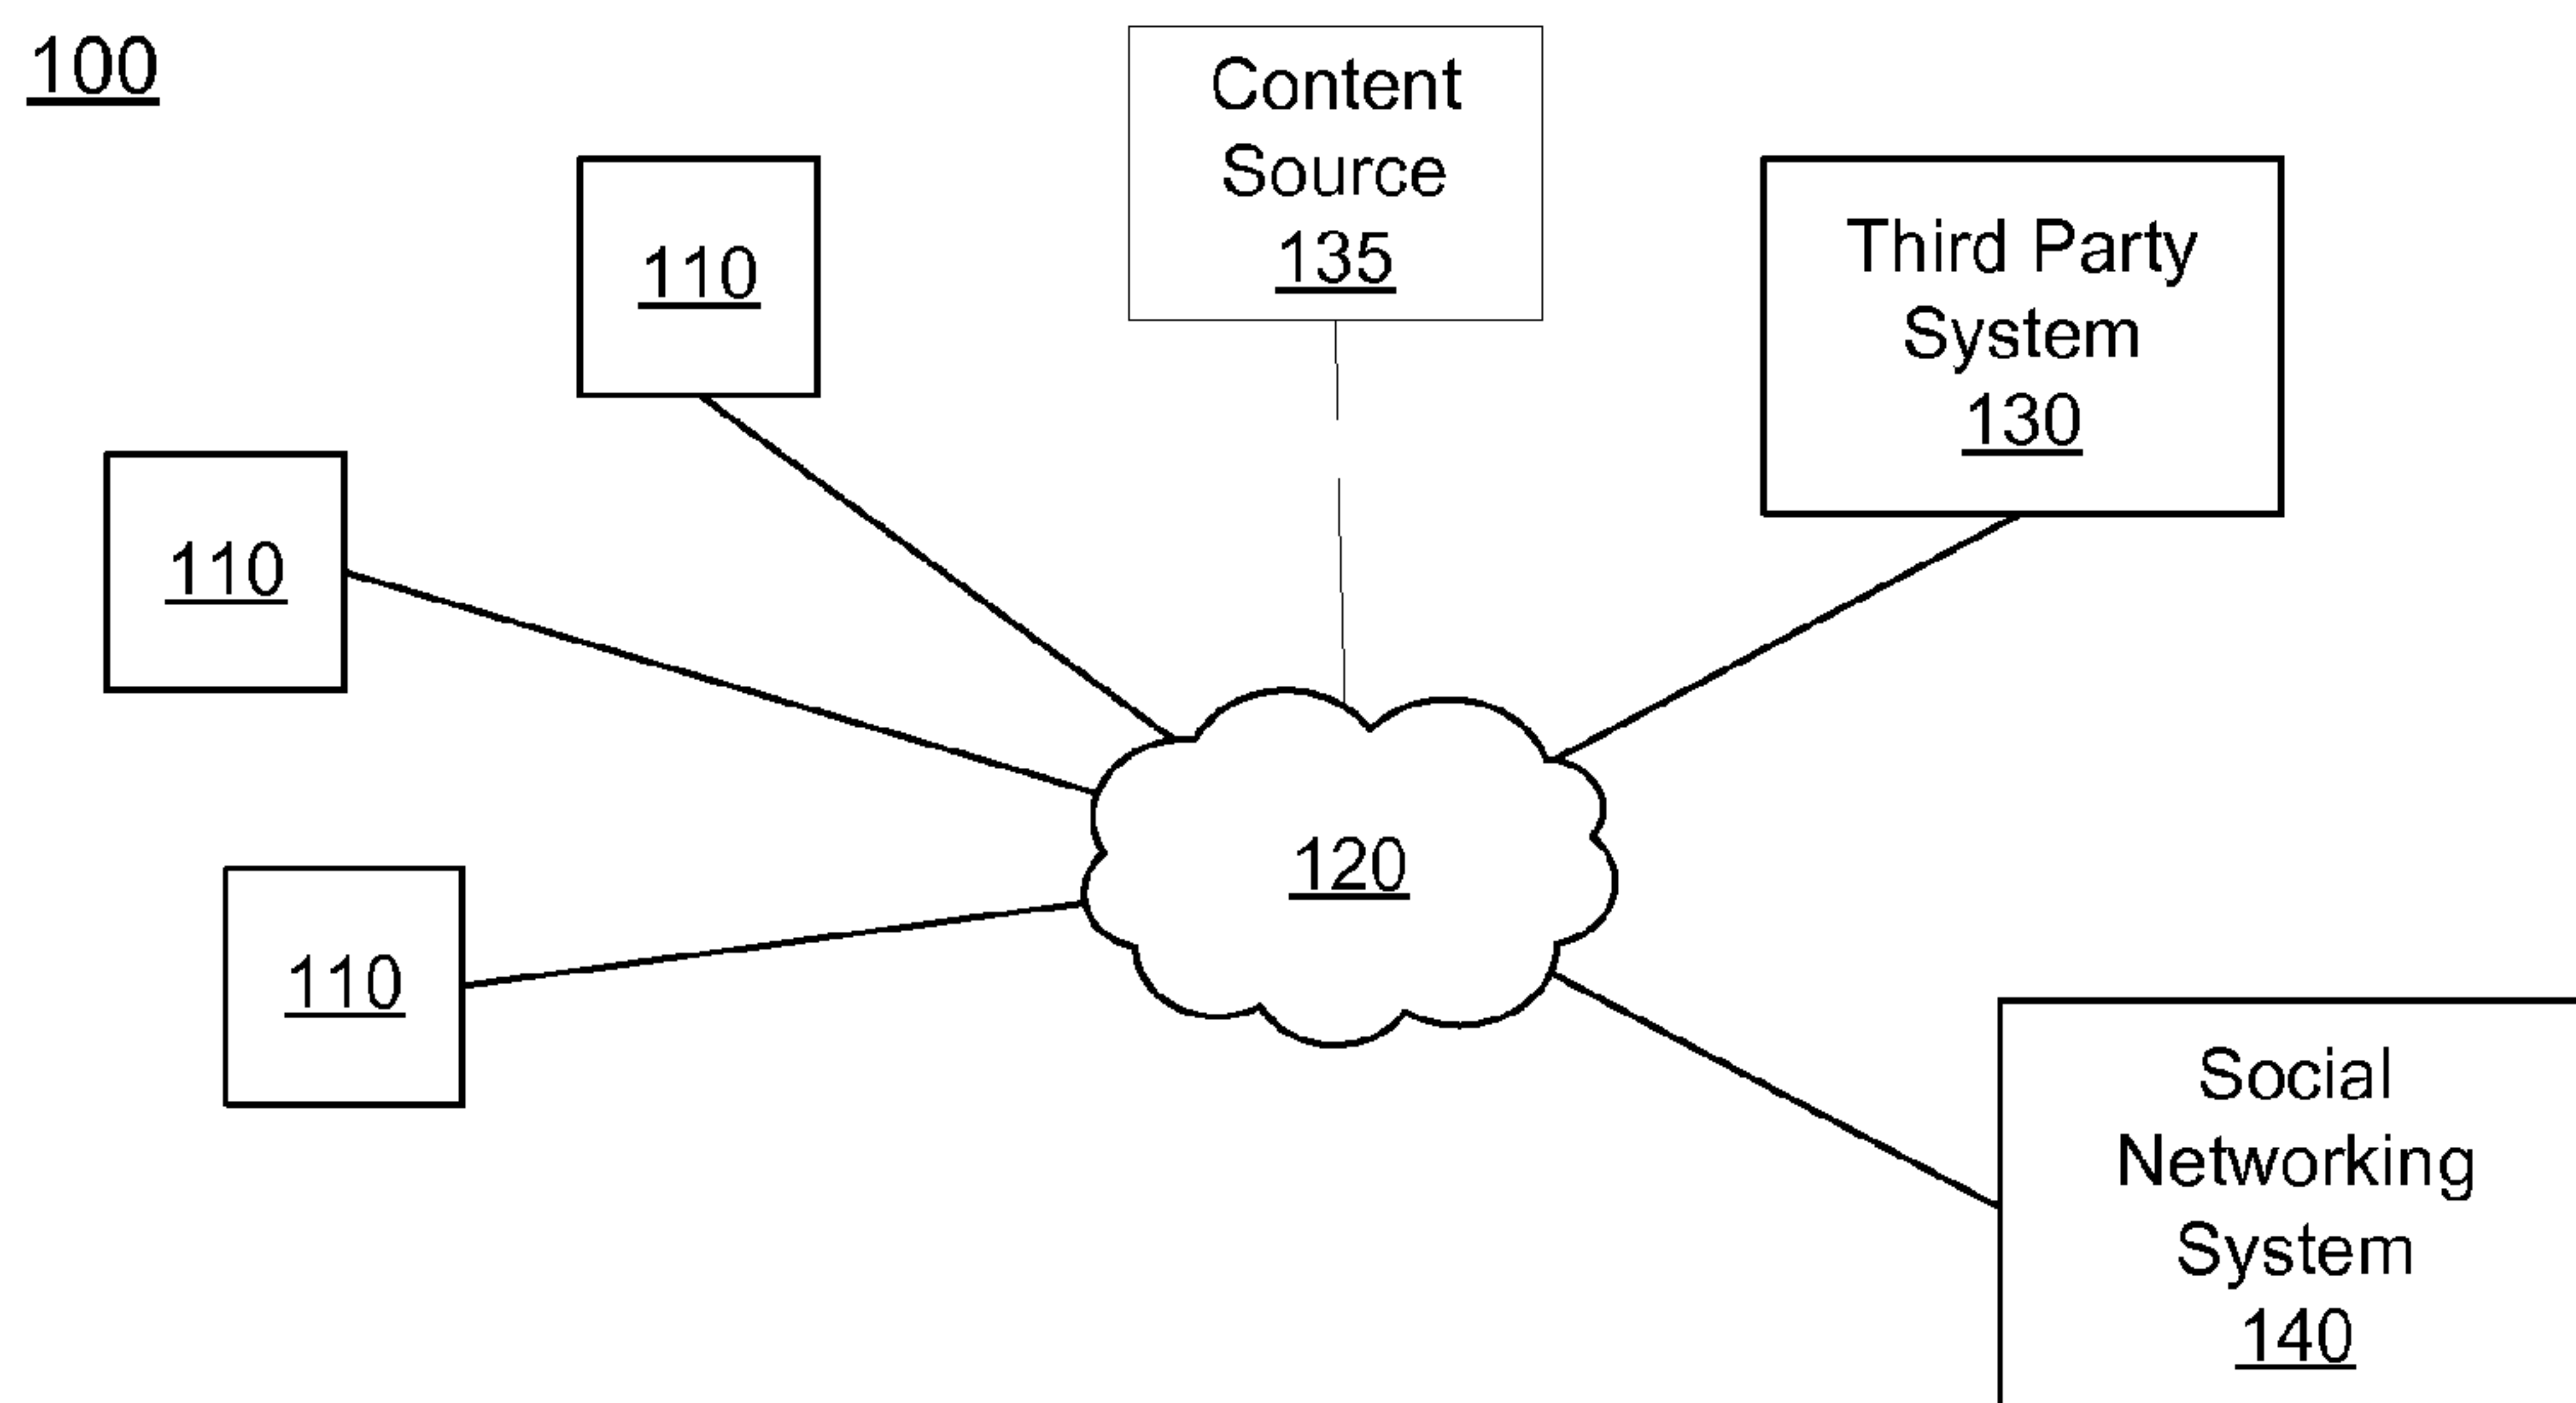 100
Content
Source
135
110
Third Party
System
130
110
120
110
Social
Networking
System
140